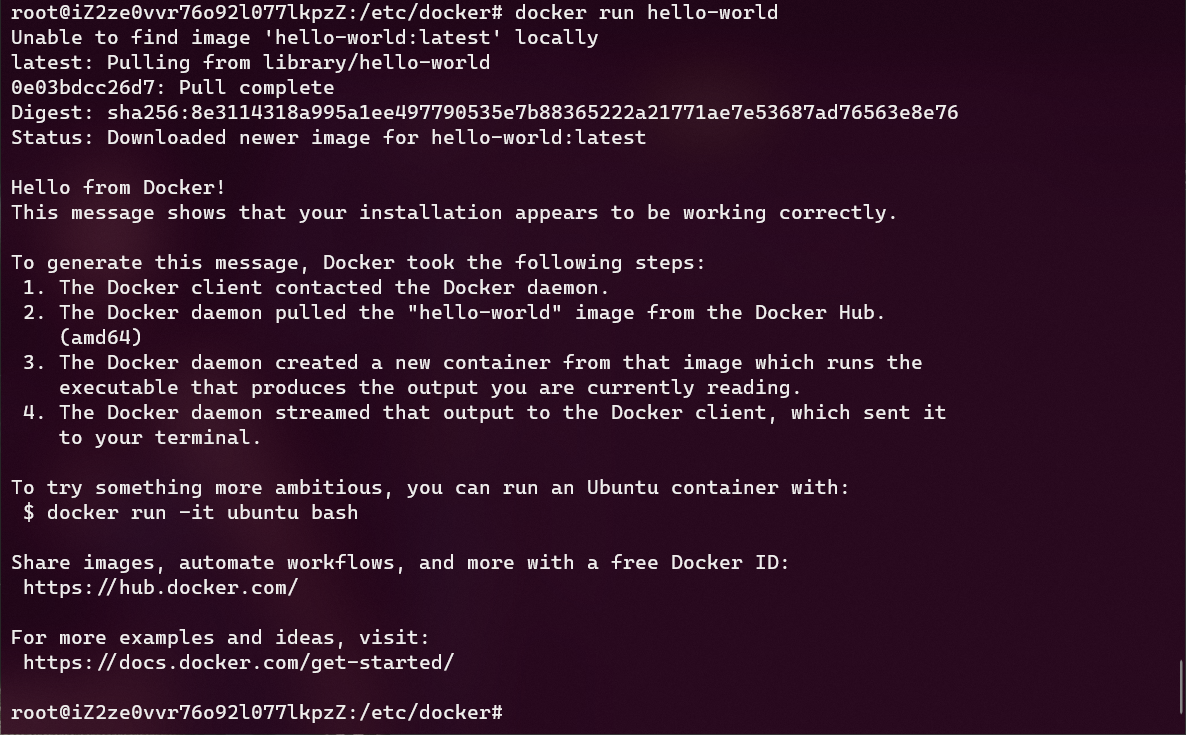 root@iZ2ze0vvr76o92l077lkpzZ:/etc/docker# docker run hello-world
Unable to find image 'hello-world:latest' locally
latest: Pulling from library/hello-world
0e03bdcc26d7: Pull complete
Digest: sha256:8e3114318a995a1ee497790535e7b88365222a21771ae7e53687ad76563e8e76
Status: Downloaded newer image for hello-world:latest

Hello from Docker!
This message shows that your installation appears to be working correctly.

To generate this message, Docker took the following steps:
 1. The Docker client contacted the Docker daemon.
 2. The Docker daemon pulled the "hello-world" image from the Docker Hub.
    (amd64)
 3. The Docker daemon created a new container from that image which runs the
    executable that produces the output you are currently reading.
 4. The Docker daemon streamed that output to the Docker client, which sent it
    to your terminal.

To try something more ambitious, you can run an Ubuntu container with:
 $ docker run -it ubuntu bash

Share images, automate workflows, and more with a free Docker ID:
 https://hub.docker.com/

For more examples and ideas, visit:
 https://docs.docker.com/get-started/

root@iZ2ze0vvr76o92l077lkpzZ:/etc/docker#